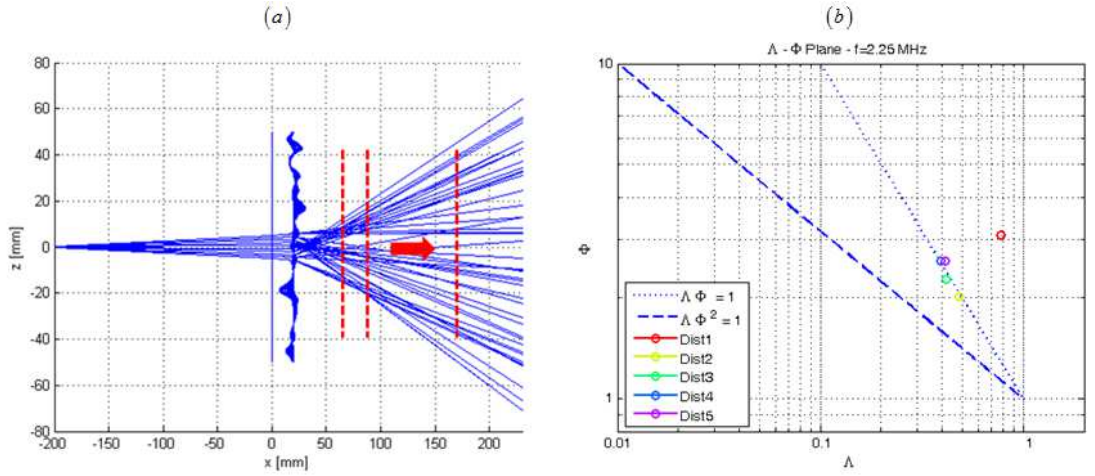 (a)
80
60
40
20
0
-20
-40
-60
-80
z [mm]
-200 -150 -100 -50 0 50 100 150 200
x [mm]
(b)
Λ - Φ Plane - f=2.25 MHz
10
1
Φ
Λ Φ = 1
Λ Φ² = 1
Dist1
Dist2
Dist3
Dist4
Dist5
0.01 0.1 1
Λ